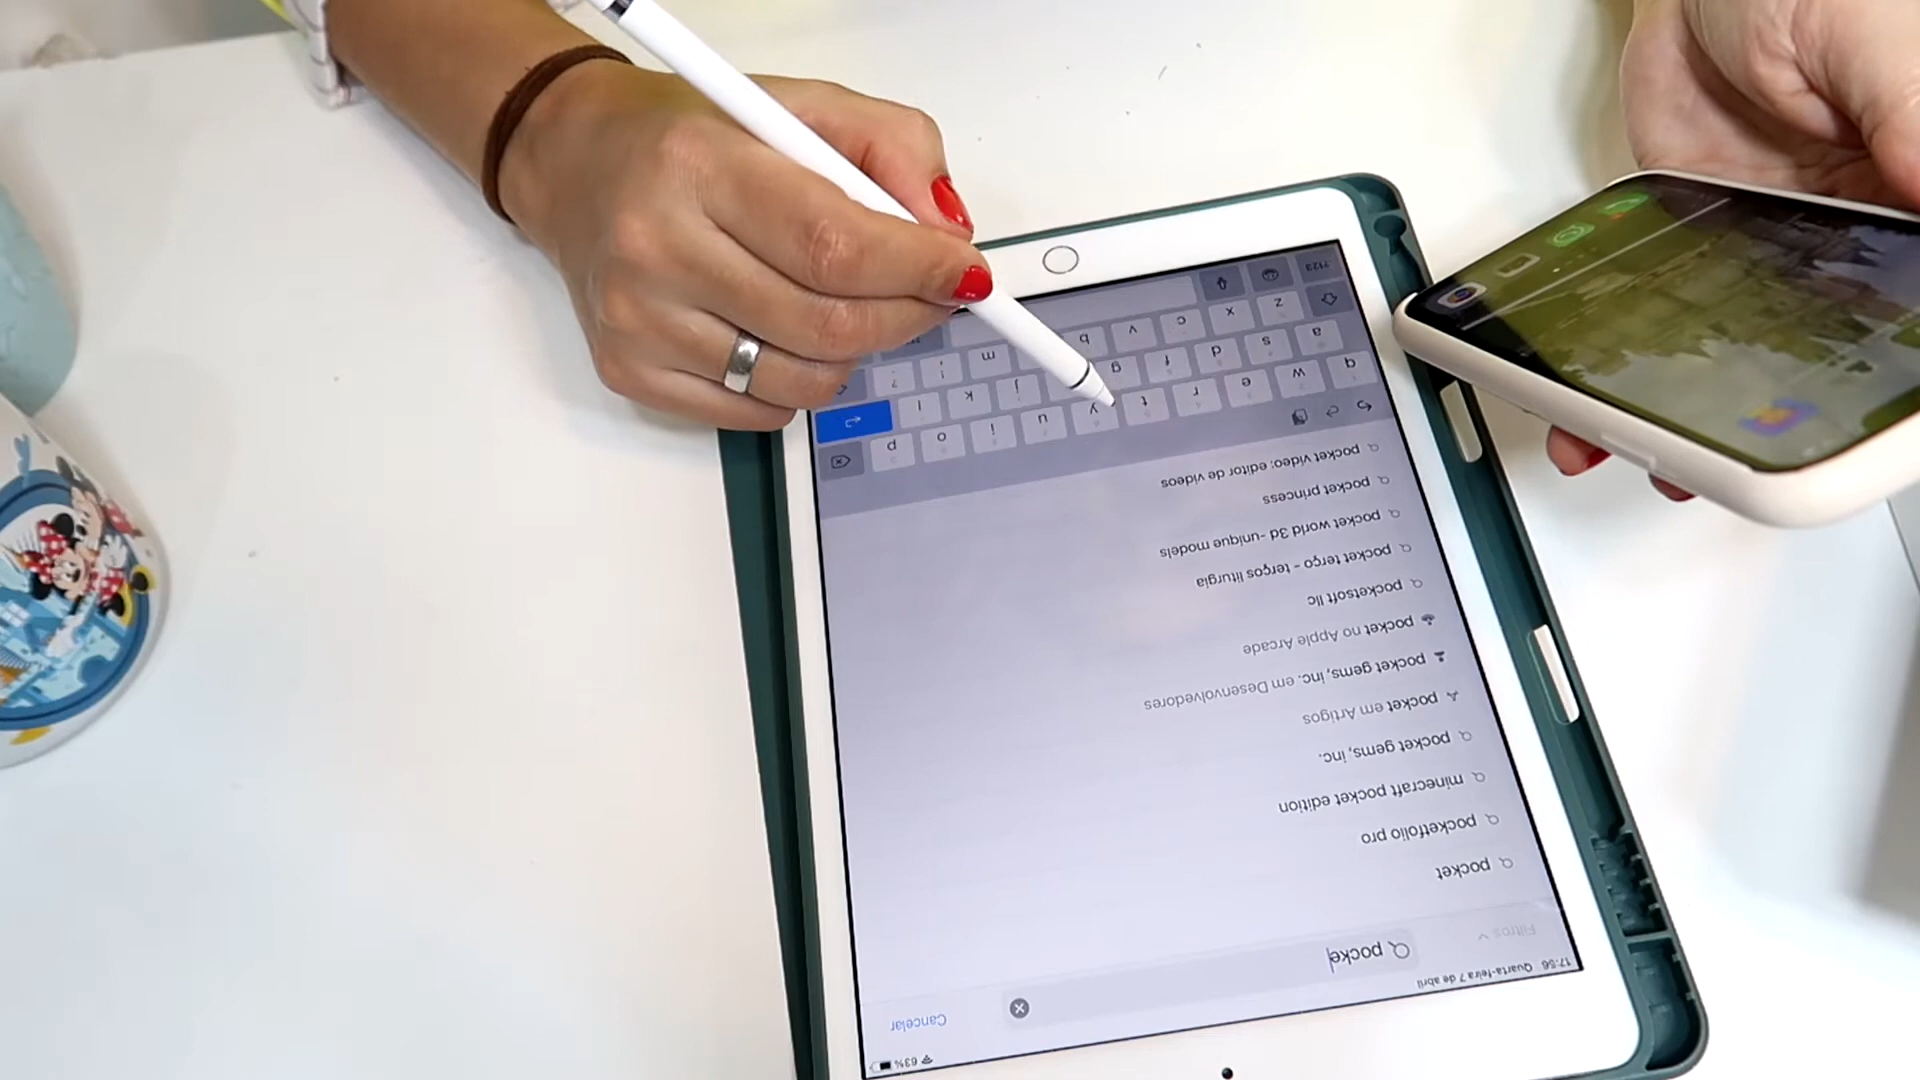 17:56 Quarta-feira 7 de abril
63%
pocke
Cancelar
Filtros
pocket
pocketfolio pro
minecraft pocket edition
pocket gems, inc.
pocket em Artigos
pocket gems, inc. em Desenvolvedores
pocket no Apple Arcade
pocketsoft llc
pocket terço - terços liturgia
pocket world 3d -unique models
pocket princess
pocket video: editor de videos
q w e r t y u i o p
a s d f g j k l
z x c v b m ! ?
.?123